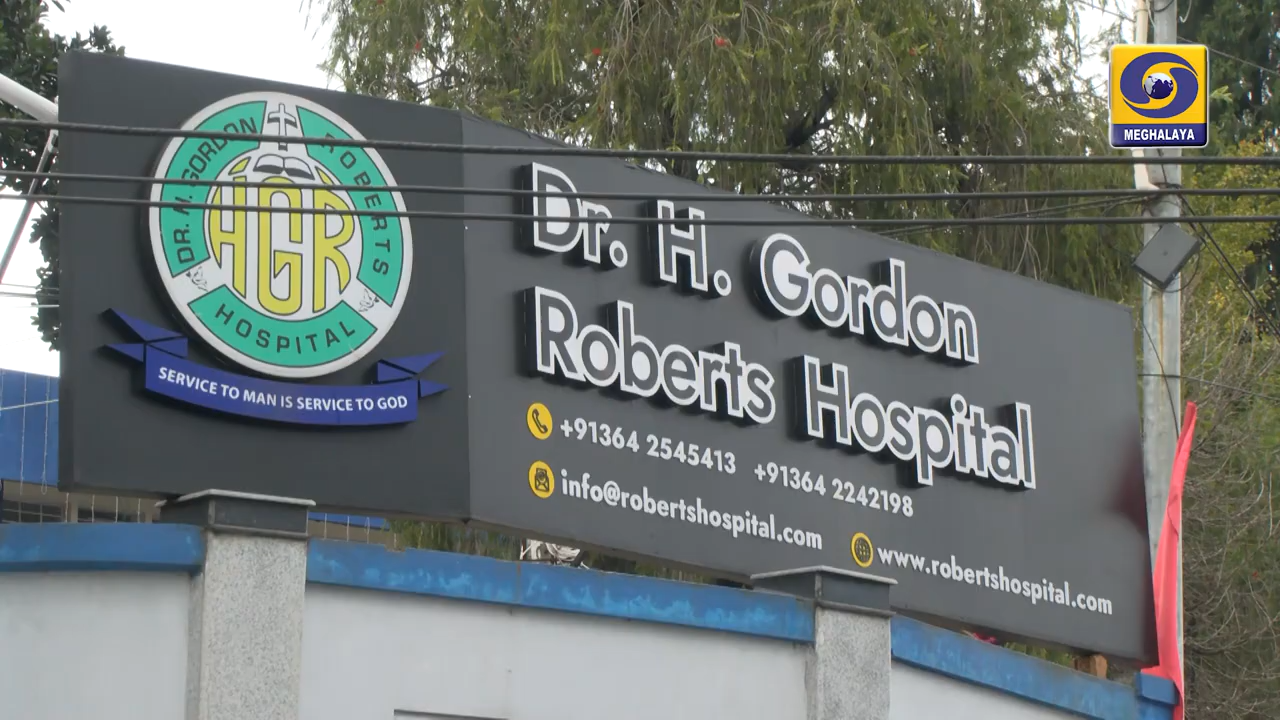 MEGHALAYA
DR. H. GORDON ROBERTS
HGR
HOSPITAL
SERVICE TO MAN IS SERVICE TO GOD
Dr. H. Gordon
Roberts Hospital
+91364 2545413 +91364 2242198
info@robertshospital.com
www.robertshospital.com